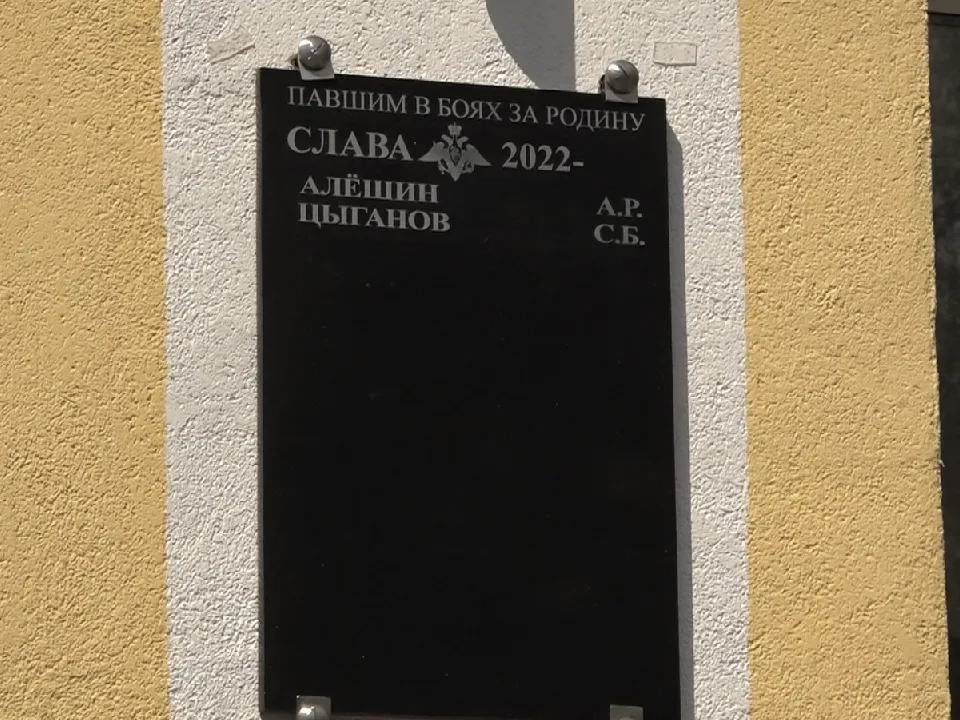 ПАВШИМ В БОЯХ ЗА РОДИНУ
СЛАВА 2022-
АЛЁШИН А.Р.
ЦЫГАНОВ С.Б.